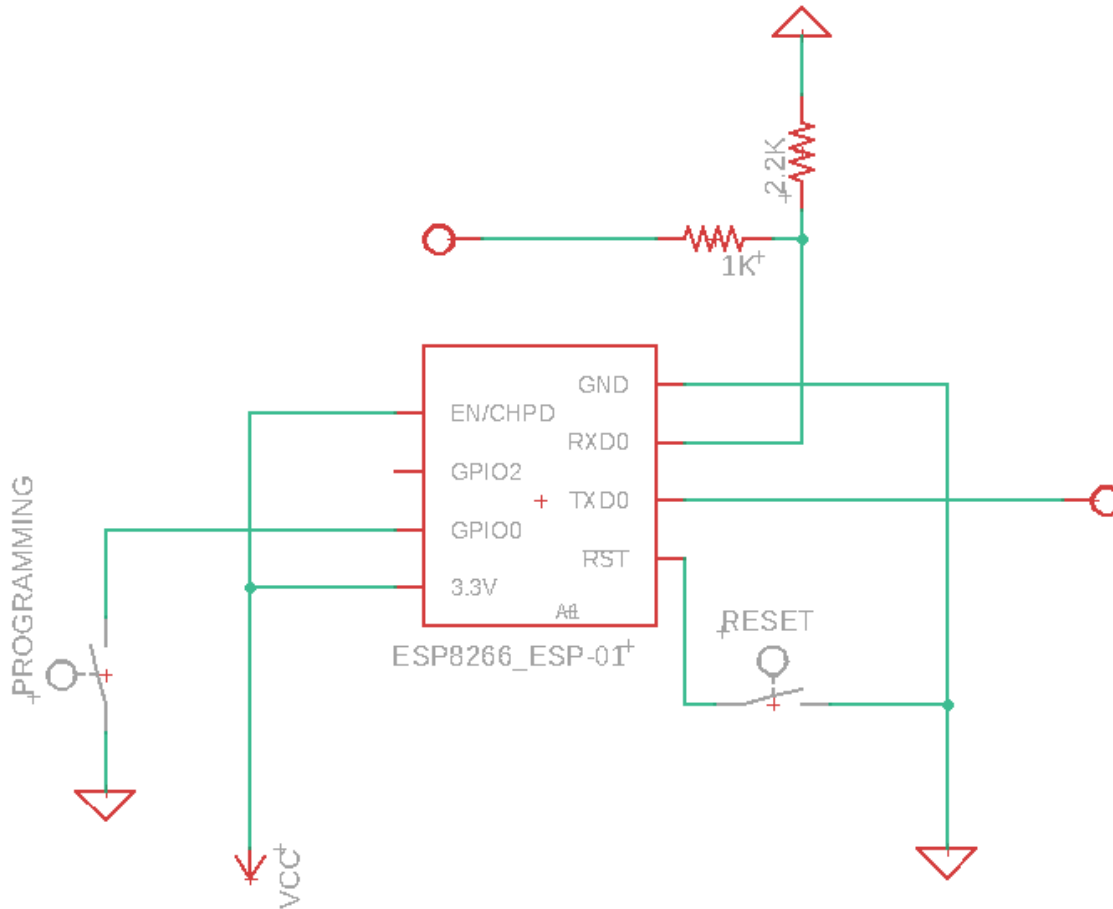 2.2K
1K
GND
EN/CHPD
RXD0
GPIO2
TXD0
GPIO0
RST
3.3V
ESP8266_ESP-01
PROGRAMMING
RESET
VCC